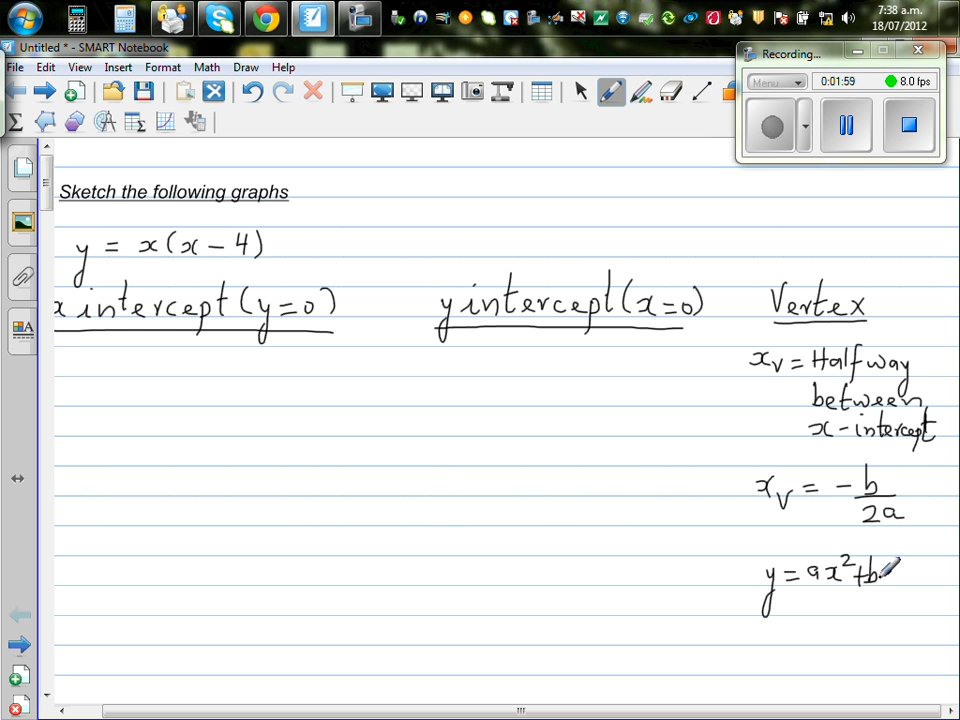 7:38 a.m.
18/07/2012
Untitled * - SMART Notebook
File Edit View Insert Format Math Draw Help
Recording...
Menu
0:01:59
8.0 fps
Sketch the following graphs
y = x(x - 4)
x intercept (y=0)
y intercept (x=0)
Vertex
xv = Halfway
between
x-intercept
xv = -b
2a
y = ax²+b